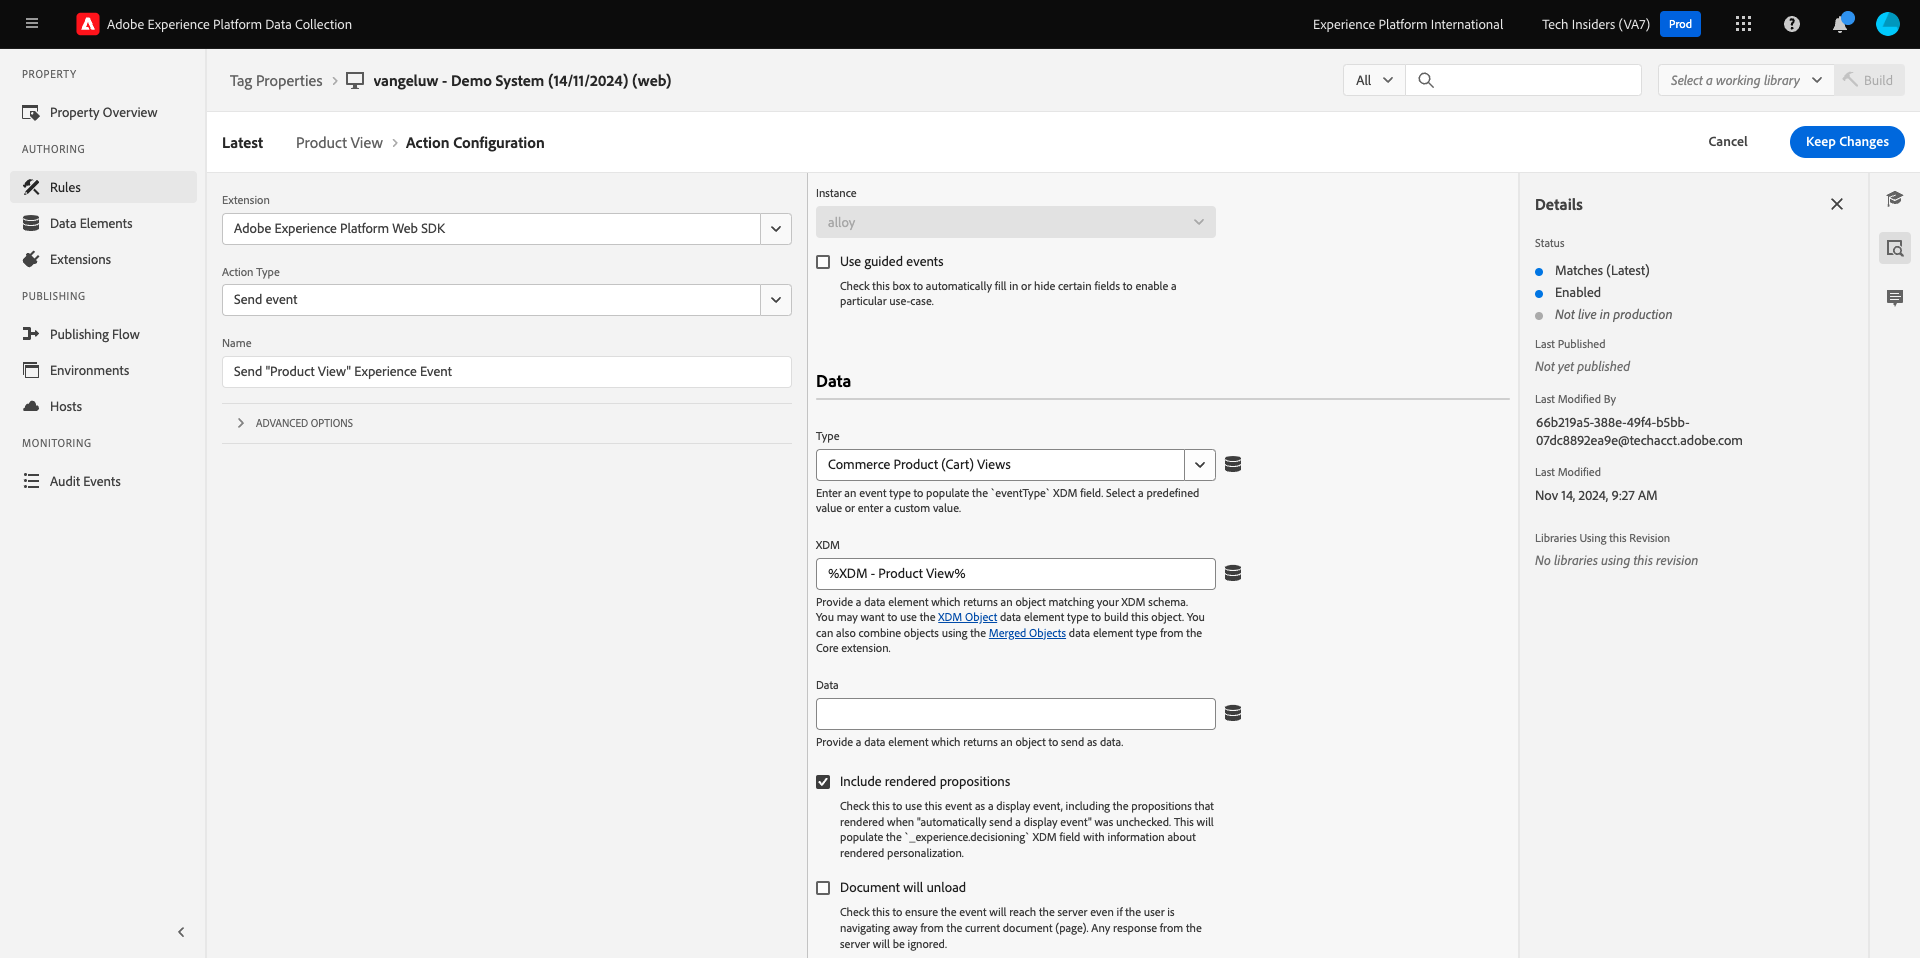 Adobe Experience Platform Data Collection
Experience Platform International
Tech Insiders (VA7)
Prod
PROPERTY
Property Overview
AUTHORING
Rules
Data Elements
Extensions
PUBLISHING
Publishing Flow
Environments
Hosts
MONITORING
Audit Events
Tag Properties
vangeluw - Demo System (14/11/2024) (web)
All
Select a working library
Build
Latest
Product View
Action Configuration
Cancel
Keep Changes
Extension
Adobe Experience Platform Web SDK
Action Type
Send event
Name
Send "Product View" Experience Event
ADVANCED OPTIONS
Instance
alloy
Use guided events
Check this box to automatically fill in or hide certain fields to enable a
particular use-case.
Data
Type
Commerce Product (Cart) Views
Enter an event type to populate the `eventType` XDM field. Select a predefined
value or enter a custom value.
XDM
%XDM - Product View%
Provide a data element which returns an object matching your XDM schema.
You may want to use the XDM Object data element type to build this object. You
can also combine objects using the Merged Objects data element type from the
Core extension.
Data
Provide a data element which returns an object to send as data.
Include rendered propositions
Check this to use this event as a display event, including the propositions that
rendered when "automatically send a display event" was unchecked. This will
populate the `_experience.decisioning` XDM field with information about
rendered personalization.
Document will unload
Check this to ensure the event will reach the server even if the user is
navigating away from the current document (page). Any response from the
server will be ignored.
Details
Status
Matches (Latest)
Enabled
Not live in production
Last Published
Not yet published
Last Modified By
66b219a5-388e-49f4-b5bb-
07dc8892ea9e@techacct.adobe.com
Last Modified
Nov 14, 2024, 9:27 AM
Libraries Using this Revision
No libraries using this revision